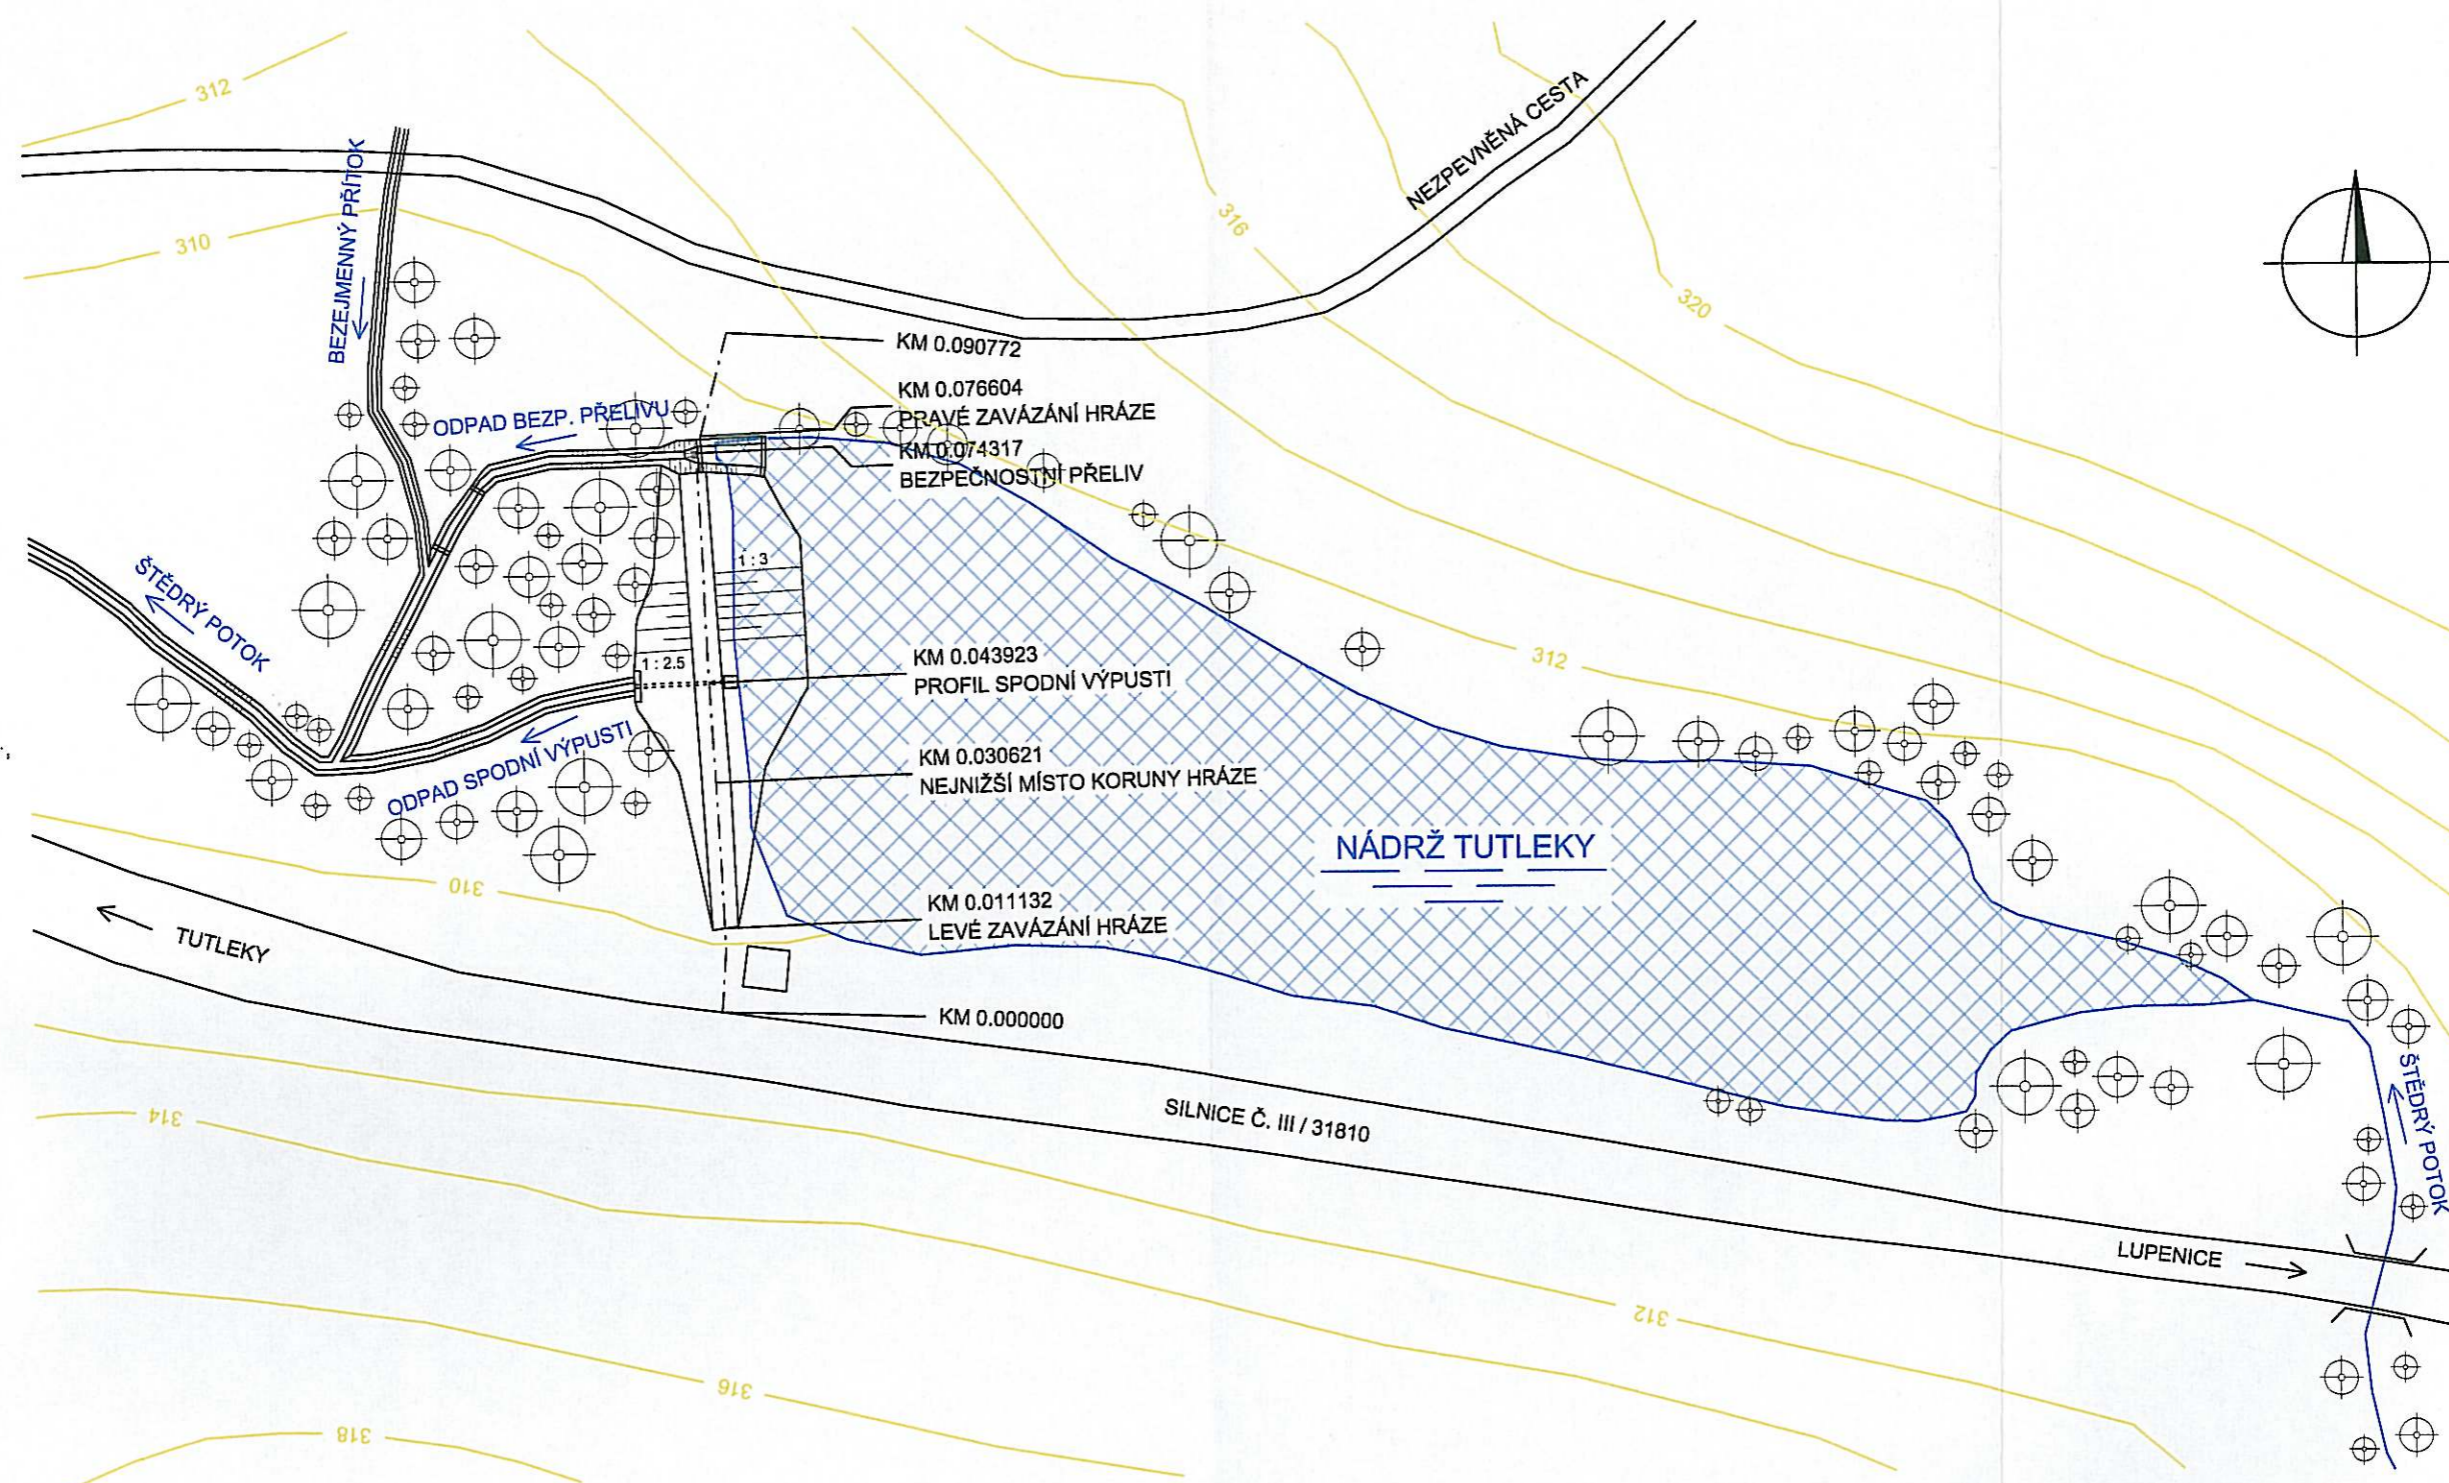 312
BEZEJMENNÝ PŘÍTOK
310
NEZPEVNĚNÁ CESTA
316
320
KM 0.090772
KM 0.076604
PRAVÉ ZAVÁZÁNÍ HRÁZE
KM 0.074317
BEZPEČNOSTNÍ PŘELIV
ODPAD BEZP. PŘELIVU
ŠTĚDRÝ POTOK
1 : 3
1 : 2.5
KM 0.043923
PROFIL SPODNÍ VÝPUSTI
312
ODPAD SPODNÍ VÝPUSTI
KM 0.030621
NEJNIŽŠÍ MÍSTO KORUNY HRÁZE
NÁDRŽ TUTLEKY
310
KM 0.011132
LEVÉ ZAVÁZÁNÍ HRÁZE
TUTLEKY
KM 0.000000
SILNICE Č. III / 31810
ŠTĚDRÝ POTOK
314
LUPENICE
312
316
318